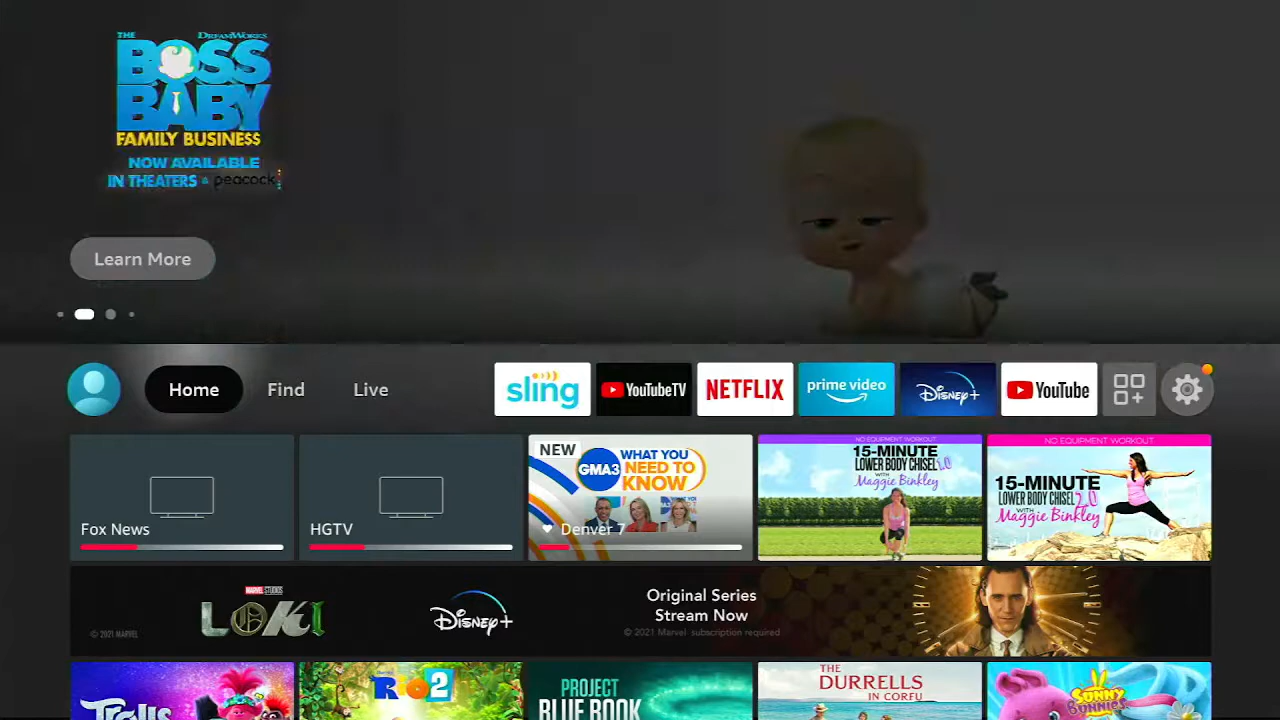 THE DREAMWORKS
BOSS
BABY
FAMILY BUSINE$$
NOW AVAILABLE
IN THEATERS & peacock
Learn More
Home
Find
Live
sling
YouTubeTV
NETFLIX
prime video
Disney+
YouTube
Fox News
HGTV
NEW
GMA3
WHAT YOU
NEED TO
KNOW
Denver 7
NO EQUIPMENT WORKOUT
15-MINUTE
LOWER BODY CHISEL 1.0
with Maggie Binkley
NO EQUIPMENT WORKOUT
15-MINUTE
LOWER BODY CHISEL 2.0
with Maggie Binkley
MARVEL STUDIOS
LOKI
© 2021 MARVEL
Disney+
Original Series
Stream Now
© 2021 Marvel subscription required
Trolls
RIO2
PROJECT
BLUE BOOK
THE
DURRELLS
IN CORFU
SUNNY
BUNNIES